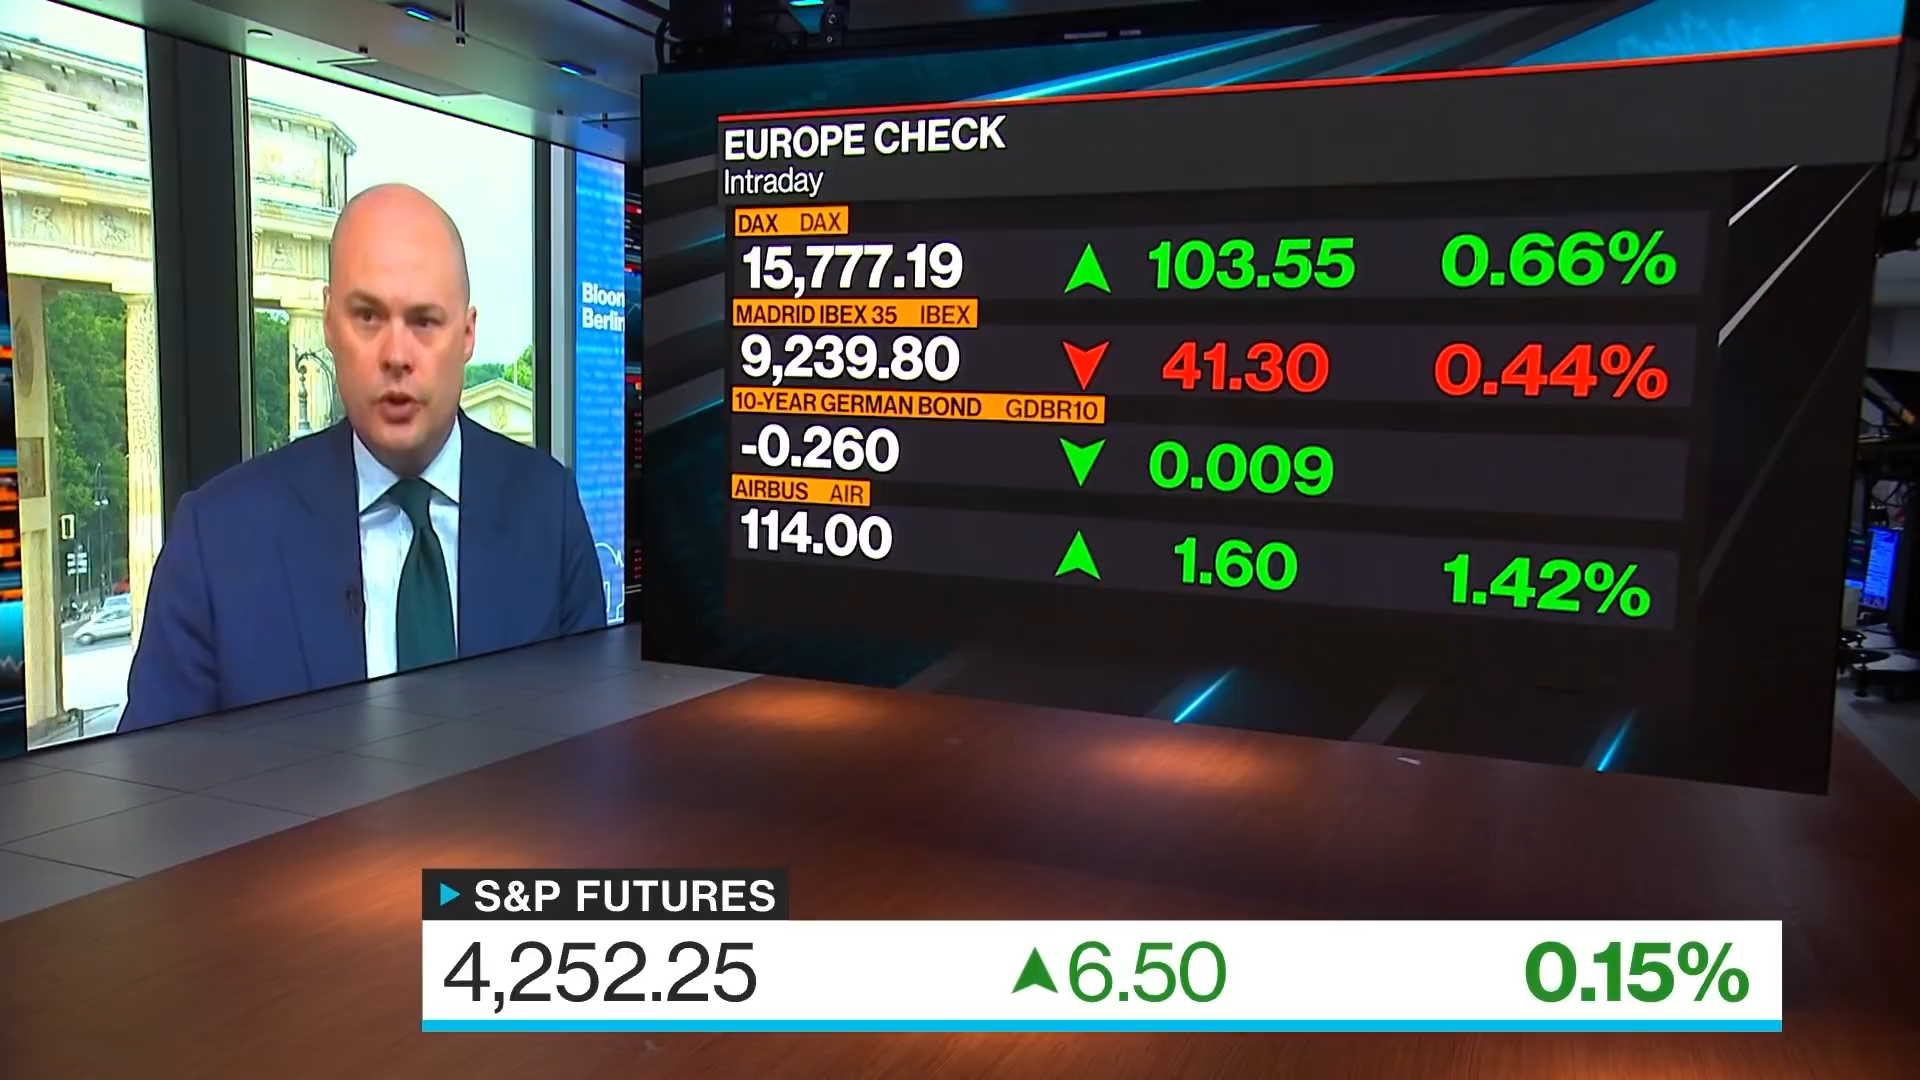 Bloom
Berlin
EUROPE CHECK
Intraday
DAX DAX
15,777.19 ▲ 103.55 0.66%
MADRID IBEX 35 IBEX
9,239.80 ▼ 41.30 0.44%
10-YEAR GERMAN BOND GDBR10
-0.260 ▼ 0.009
AIRBUS AIR
114.00 ▲ 1.60 1.42%
S&P FUTURES
4,252.25 ▲6.50 0.15%